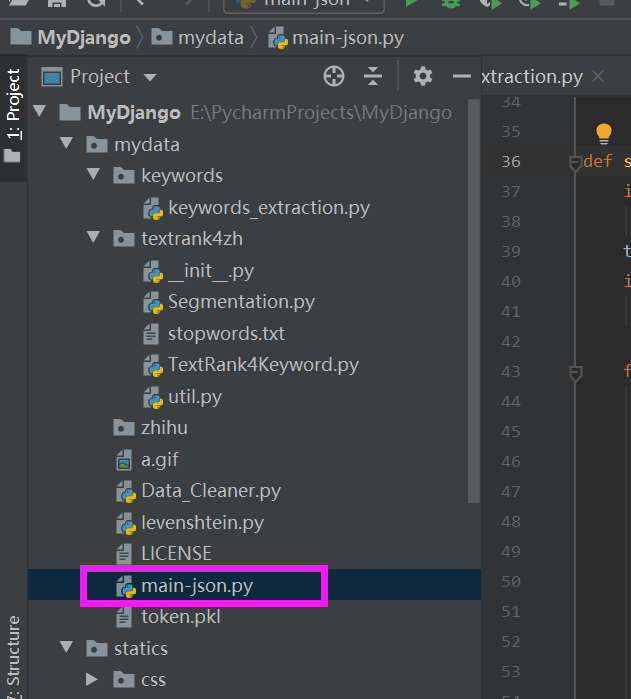 main-json
MyDjango mydata main-json.py
1: Project
Project
xtraction.py
MyDjango E:\PycharmProjects\MyDjango
mydata
keywords
keywords_extraction.py
textrank4zh
__init__.py
Segmentation.py
stopwords.txt
TextRank4Keyword.py
util.py
zhihu
a.gif
Data_Cleaner.py
levenshtein.py
LICENSE
main-json.py
token.pkl
statics
css
7: Structure
34
35
36 def s
37 i
38
39 t
40 i
41
42
43 f
44
45
46
47
48
49
50
51
52
53